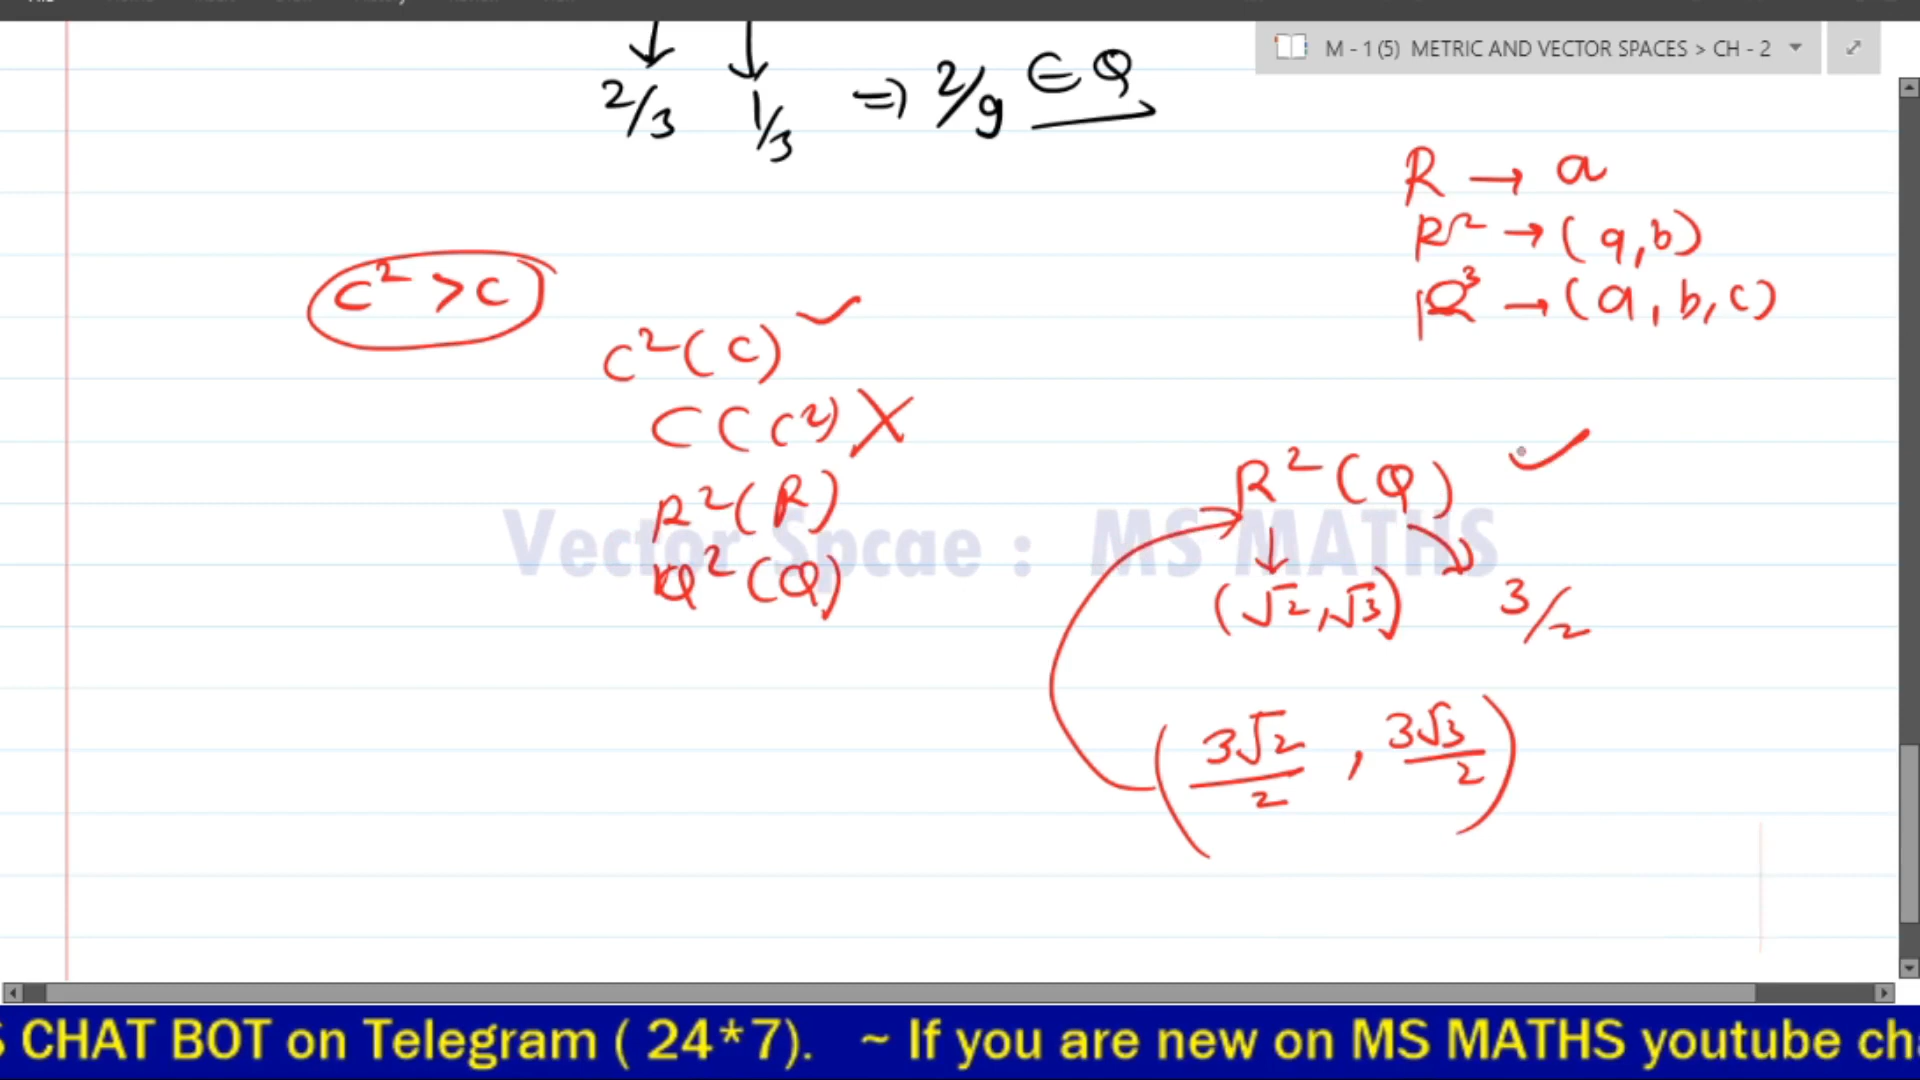 M - 1 (5) METRIC AND VECTOR SPACES > CH - 2
2/3 1/3 => 2/9 ∈ Q
R → a
R² → (a,b)
R³ → (a, b, c)
C² > C
C²(C) ✓
C(C²) X
R²(R)
Q²(Q)
R²(Q) ✓
(√2,√3) 3/2
(3√2/2 , 3√3/2)
Vector Spcae : MS MATHS
S CHAT BOT on Telegram ( 24*7). ~ If you are new on MS MATHS youtube cha